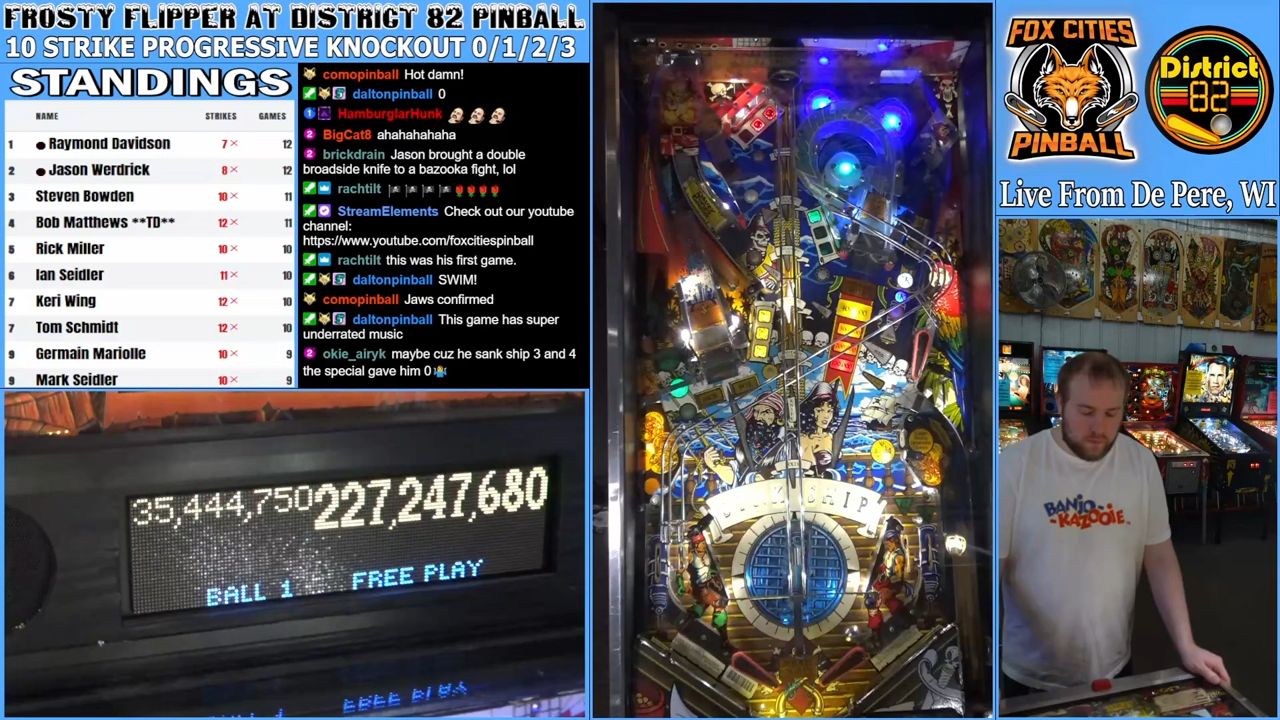 FROSTY FLIPPER AT DISTRICT 82 PINBALL
10 STRIKE PROGRESSIVE KNOCKOUT 0/1/2/3
STANDINGS
NAME STRIKES GAMES
1 Raymond Davidson 7× 12
2 Jason Werdrick 8× 12
3 Steven Bowden 10× 11
4 Bob Matthews **TD** 12× 11
5 Rick Miller 10× 10
6 Ian Seidler 11× 10
7 Keri Wing 12× 10
7 Tom Schmidt 12× 10
9 Germain Mariolle 10× 9
9 Mark Seidler 10× 9
comopinball Hot damn!
daltonpinball 0
HamburglarHunk
BigCat8 ahahahahaha
brickdrain Jason brought a double
broadside knife to a bazooka fight, lol
rachtilt
StreamElements Check out our youtube
channel:
https://www.youtube.com/foxcitiespinball
rachtilt this was his first game.
daltonpinball SWIM!
comopinball Jaws confirmed
daltonpinball This game has super
underrated music
okie_airyk maybe cuz he sank ship 3 and 4
the special gave him 0
35,444,750 227,247,680
BALL 1 FREE PLAY
SHIP
FOX CITIES
PINBALL
District
82
Live From De Pere, WI
BANJO-
KAZOOIE